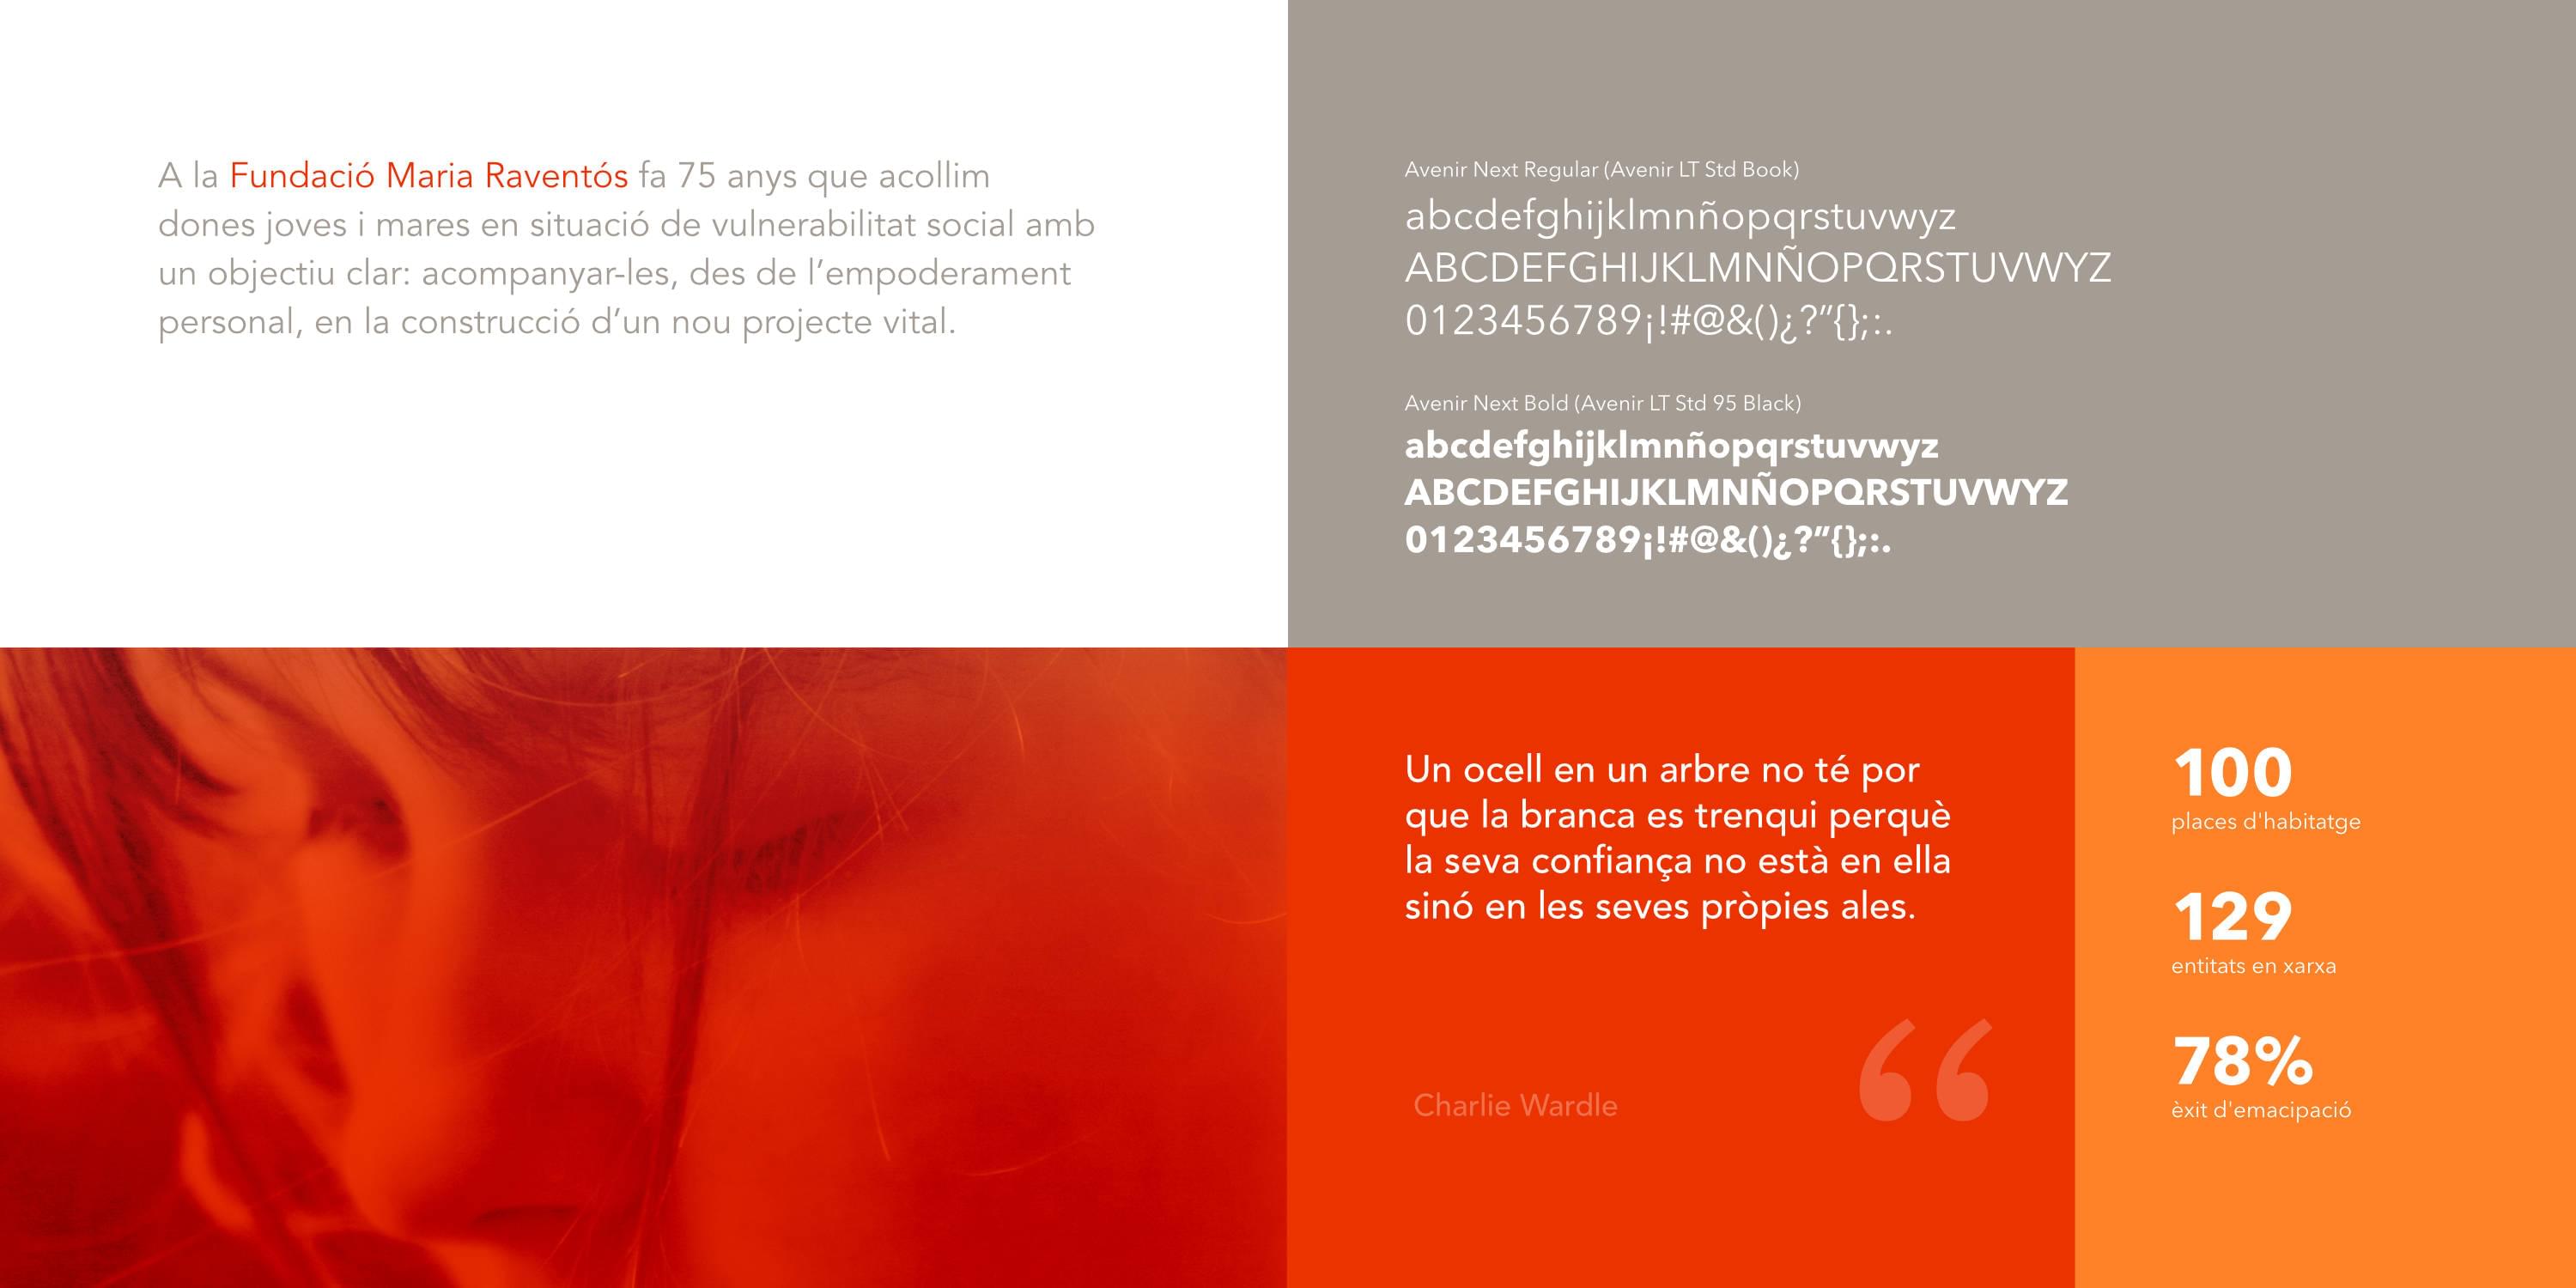 A la Fundació Maria Raventós fa 75 anys que acollim
dones joves i mares en situació de vulnerabilitat social amb
un objectiu clar: acompanyar-les, des de l’empoderament
personal, en la construcció d’un nou projecte vital.
Avenir Next Regular (Avenir LT Std Book)
abcdefghijklmnñopqrstuvwyz
ABCDEFGHIJKLMNÑOPQRSTUVWYZ
0123456789¡!#@&()¿?”{};:.
Avenir Next Bold (Avenir LT Std 95 Black)
abcdefghijklmnñopqrstuvwyz
ABCDEFGHIJKLMNÑOPQRSTUVWYZ
0123456789¡!#@&()¿?”{};:.
Un ocell en un arbre no té por
que la branca es trenqui perquè
la seva confiança no està en ella
sinó en les seves pròpies ales.
Charlie Wardle
“
100
places d'habitatge
129
entitats en xarxa
78%
èxit d'emacipació